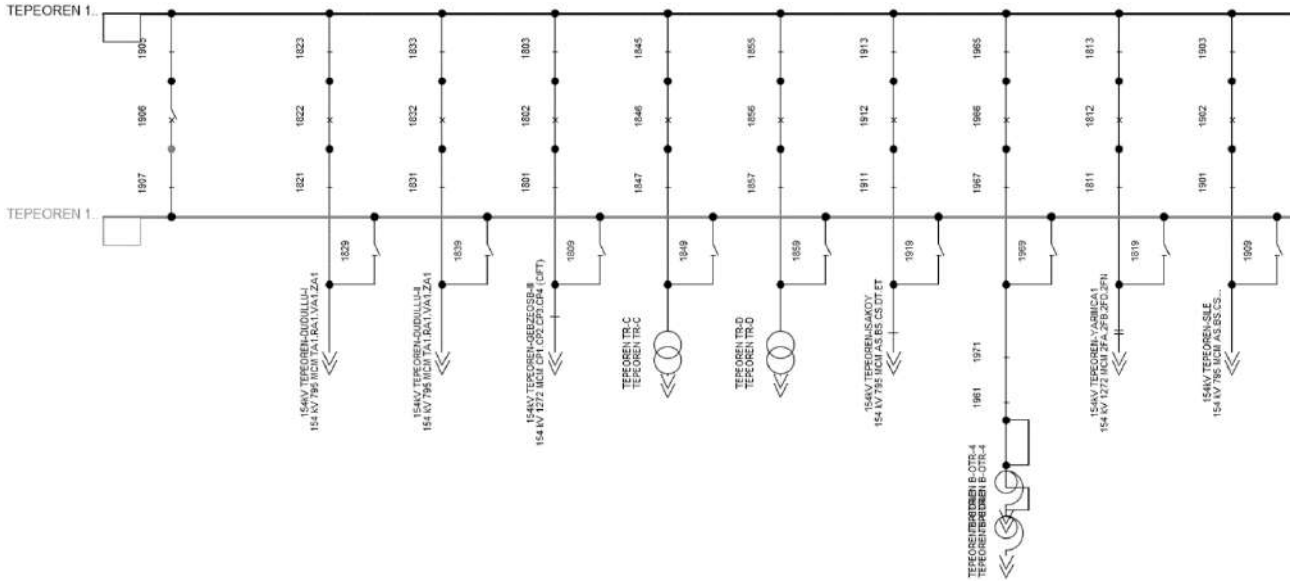 TEPEOREN 1..
1905
1823
1833
1803
1845
1855
1913
1965
1813
1903
1906
1822
1832
1802
1846
1856
1912
1966
1812
1902
1907
1821
1831
1801
1847
1857
1911
1967
1811
1901
TEPEOREN 1..
1829
1839
1809
1849
1859
1919
1969
1819
1909
154kV TEPEOREN-DUDULLU-I
154 kV 795 MCM TA1.RA1.VA1.ZA1
154kV TEPEOREN-DUDULLU-II
154 kV 795 MCM TA1.RA1.VA1.ZA1
154kV TEPEOREN-GEBZEOSB-III
154 kV 1272 MCM CP1.CP2.CP3.CP4 (CIFT)
TEPEOREN TR-C
TEPEOREN TR-C
TEPEOREN TR-D
TEPEOREN TR-D
154kV TEPEOREN-ISAKOY
154 kV 795 MCM AS.BS.CS.DT.ET
1971
1961
B-OTR-4
B-OTR-4
154kV TEPEOREN-YARIMCA1
154 kV 1272 MCM 2FA.2FB.2FD.2FN
154kV TEPEOREN-SILE
154 kV 795 MCM AS.BS.CS...